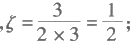 ,ζ = 3/(2 × 3) = 1/2 ;